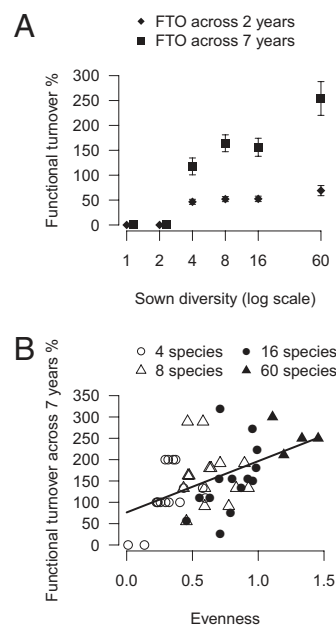 A
FTO across 2 years
FTO across 7 years
Functional turnover %
300
250
200
150
100
50
0
1 2 4 8 16 60
Sown diversity (log scale)
B
4 species 16 species
8 species 60 species
Functional turnover across 7 years %
350
300
250
200
150
100
50
0
0.0 0.5 1.0 1.5
Evenness